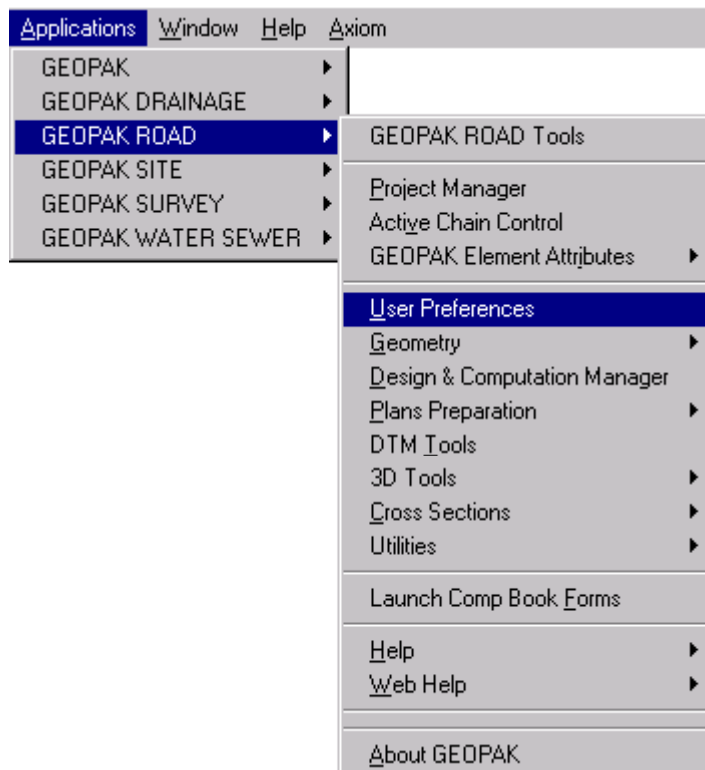 Applications Window Help Axiom
GEOPAK
GEOPAK DRAINAGE
GEOPAK ROAD
GEOPAK SITE
GEOPAK SURVEY
GEOPAK WATER SEWER
GEOPAK ROAD Tools
Project Manager
Active Chain Control
GEOPAK Element Attributes
User Preferences
Geometry
Design & Computation Manager
Plans Preparation
DTM Tools
3D Tools
Cross Sections
Utilities
Launch Comp Book Forms
Help
Web Help
About GEOPAK